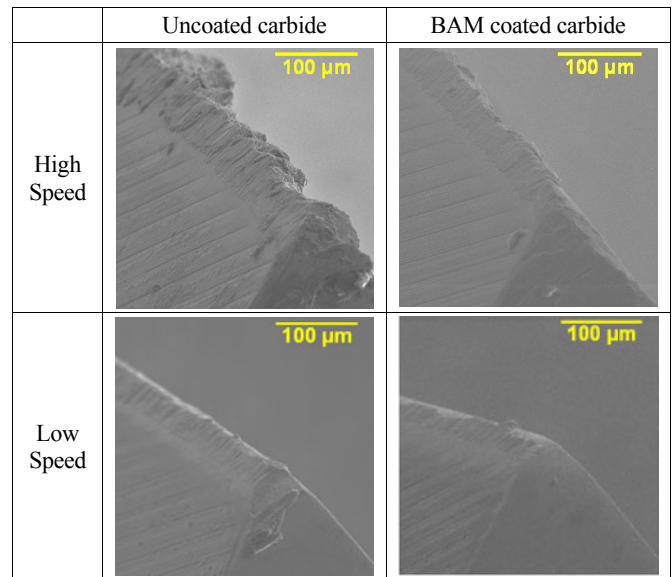 Uncoated carbide
BAM coated carbide
100 µm
100 µm
High
Speed
100 µm
100 µm
Low
Speed